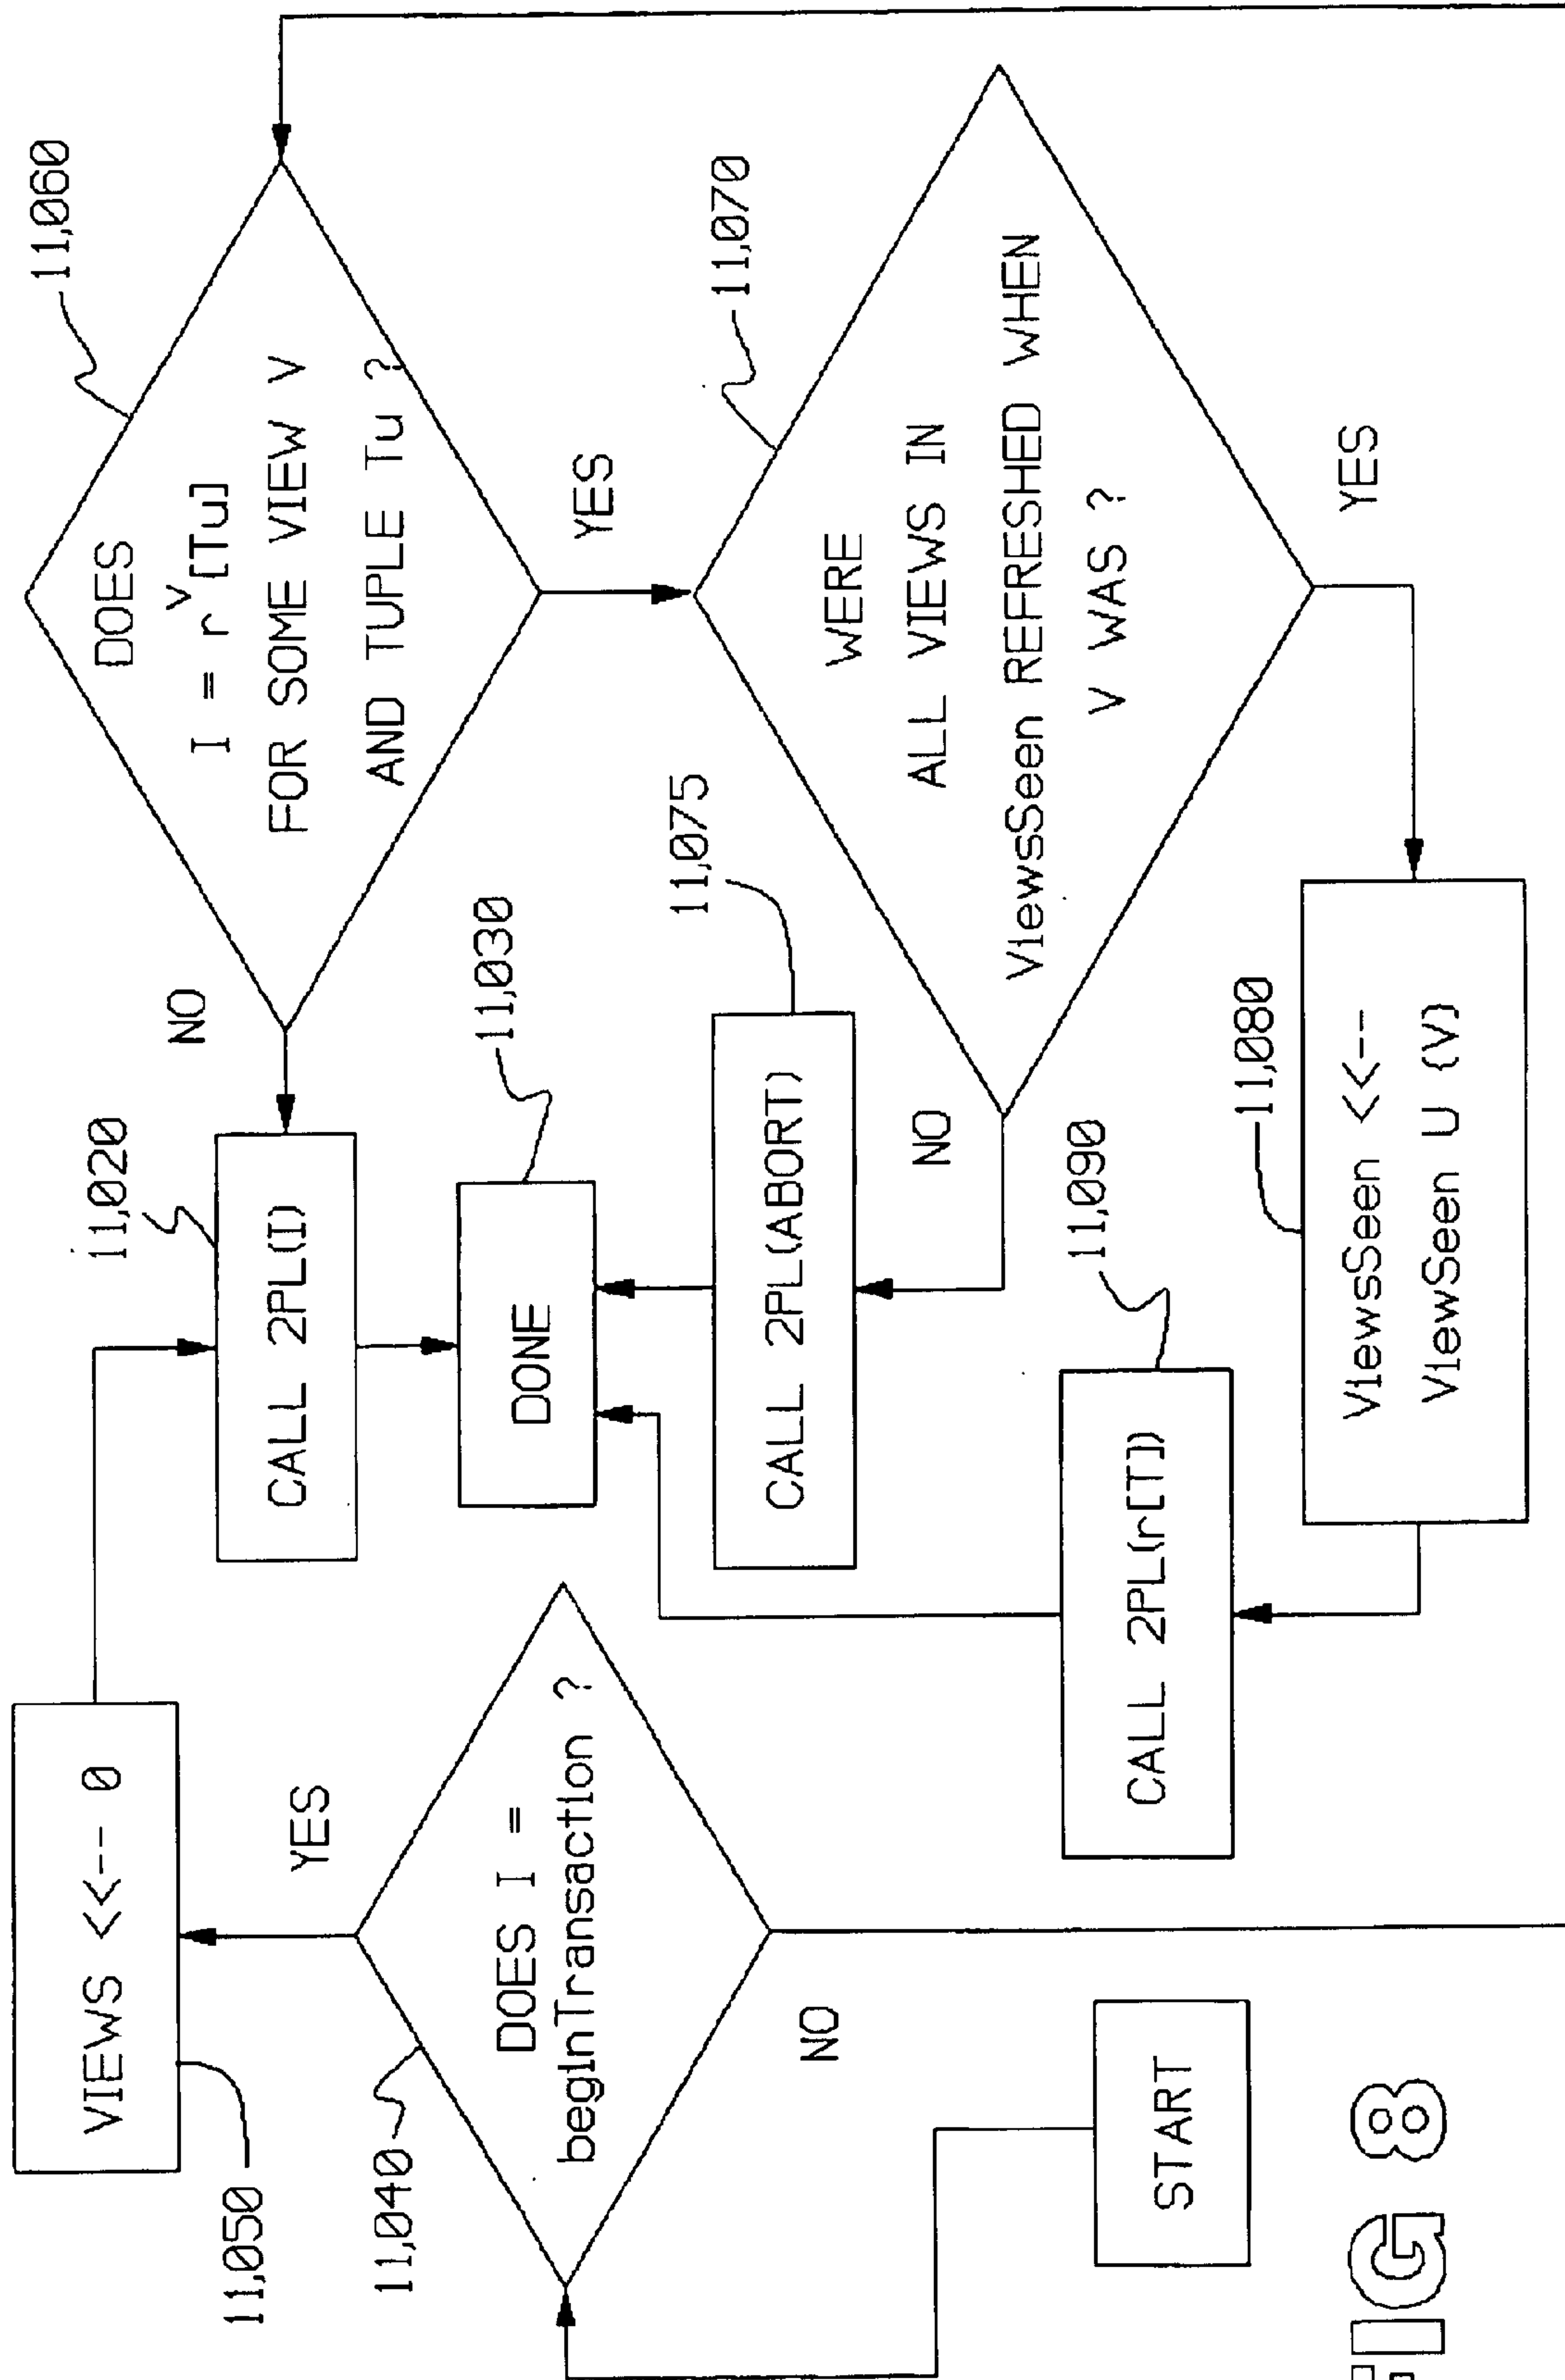 VIEWS <<-- 0
11,050
YES
11,040
DOES I =
beginTransaction ?
NO
START
11,020
CALL 2PL(I)
NO
11,060
DOES
I = r^V[Tu]
FOR SOME VIEW V
AND TUPLE Tu ?
YES
11,030
DONE
11,075
CALL 2PL(ABORT)
NO
11,070
WERE
ALL VIEWS IN
ViewsSeen REFRESHED WHEN
V WAS ?
YES
11,090
CALL 2PL(r[T])
11,080
ViewsSeen <<--
ViewSeen U {V}
FIG 8